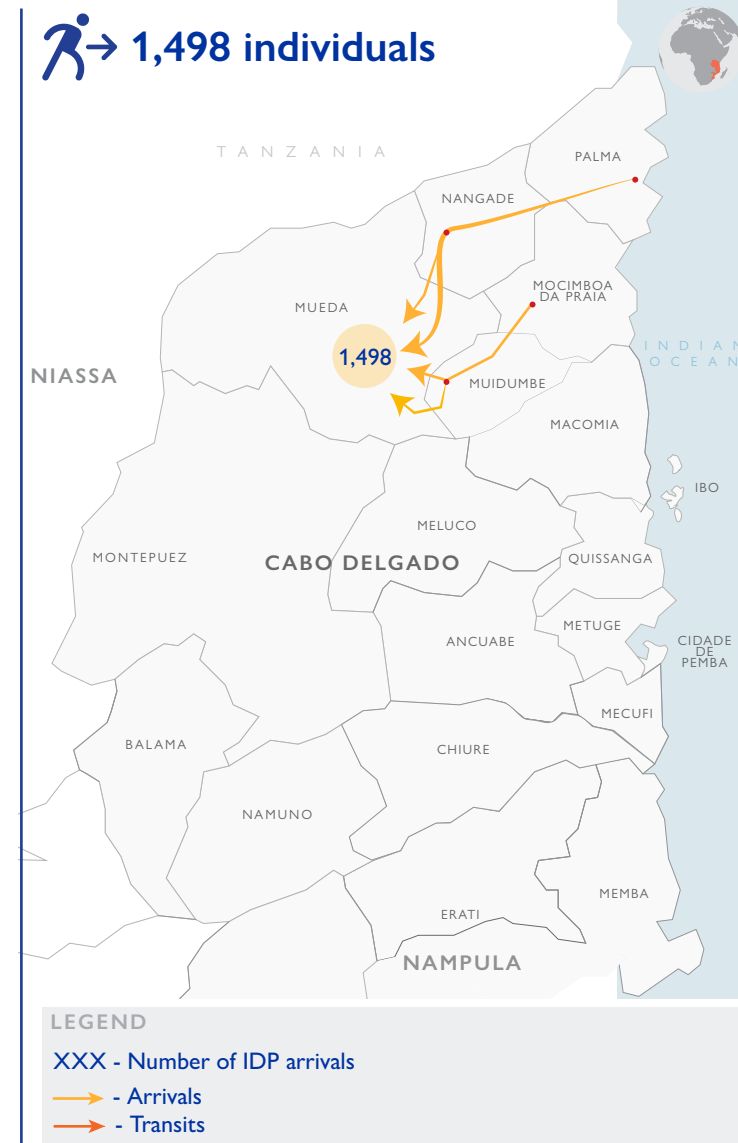 1,498 individuals
TANZANIA
PALMA
NANGADE
MOCIMBOA
DA PRAIA
MUEDA
INDIAN
OCEAN
1,498
NIASSA
MUIDUMBE
MACOMIA
IBO
MELUCO
MONTEPUEZ
CABO DELGADO
QUISSANGA
METUGE
ANCUABE
CIDADE
DE
PEMBA
MECUFI
BALAMA
CHIURE
NAMUNO
MEMBA
ERATI
NAMPULA
LEGEND
XXX - Number of IDP arrivals
- Arrivals
- Transits